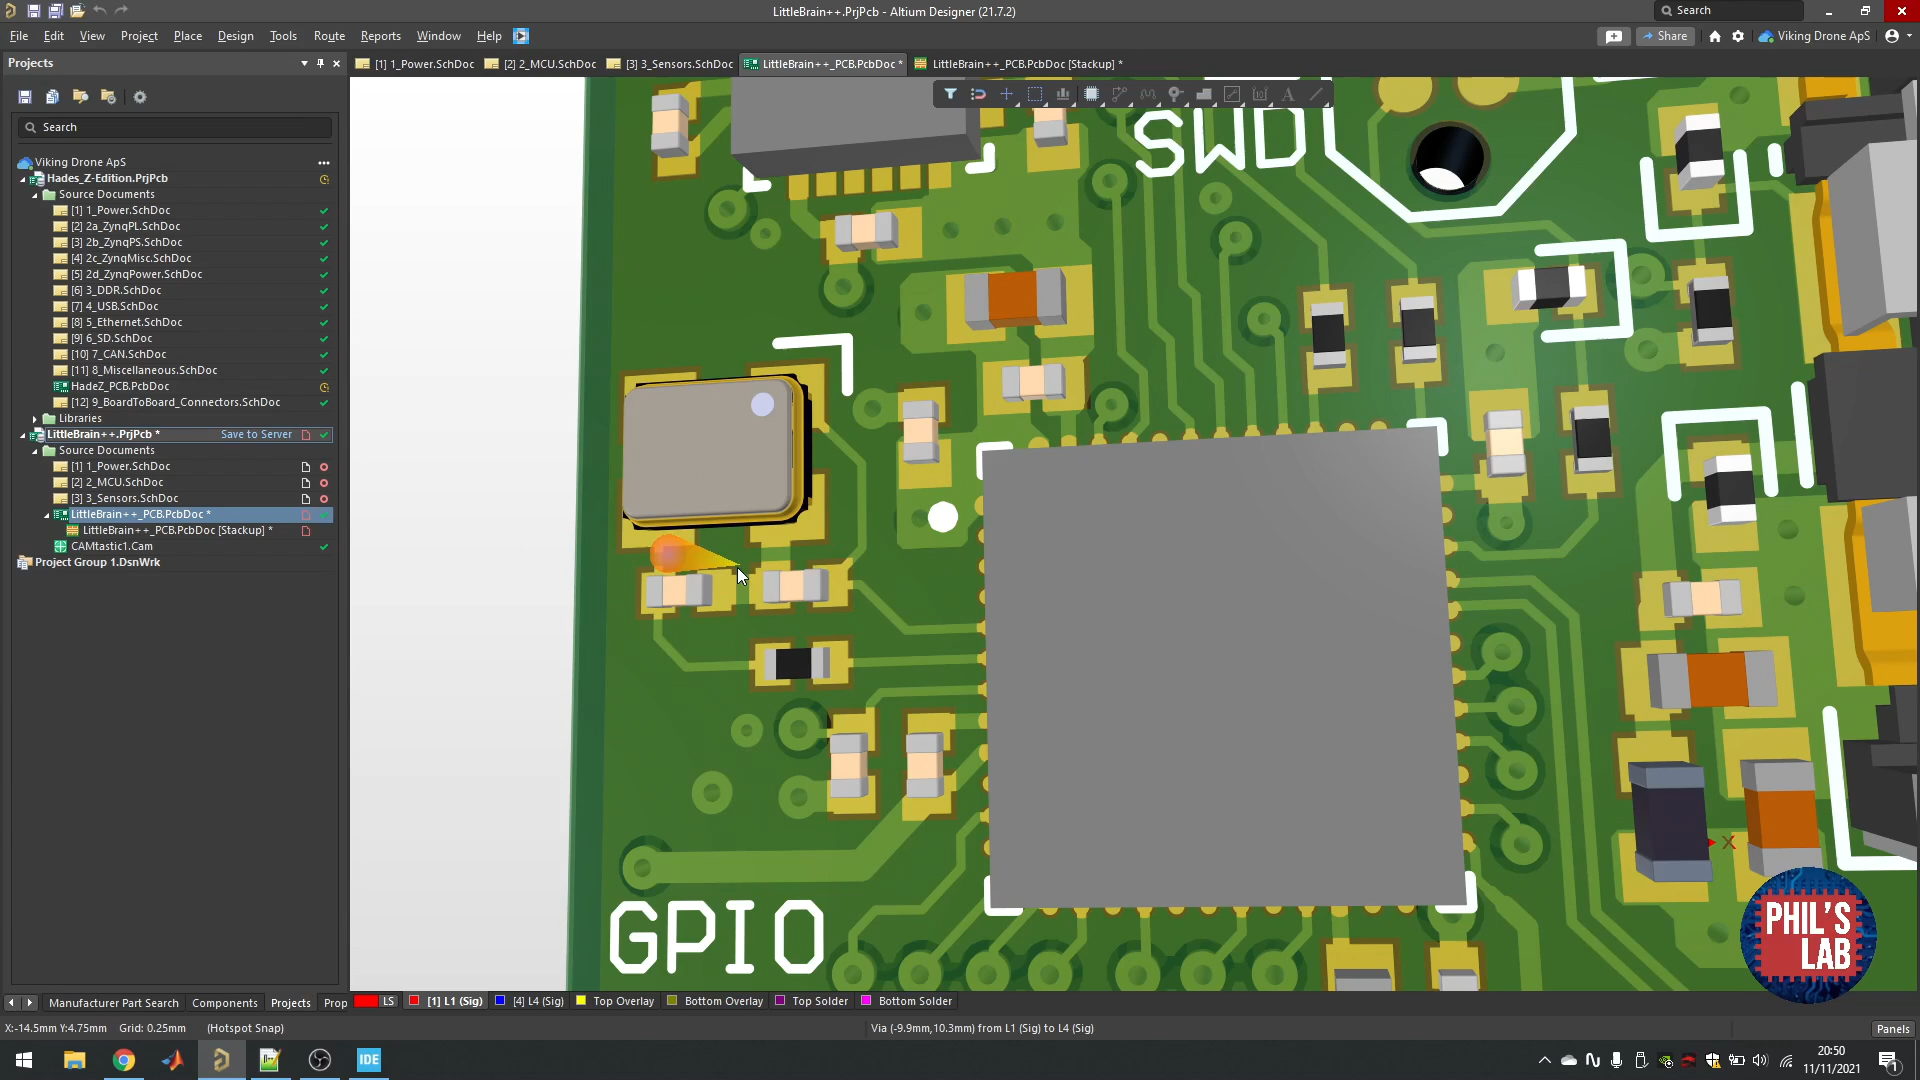 LittleBrain++.PrjPcb - Altium Designer (21.7.2)
Search
File Edit View Project Place Design Tools Route Reports Window Help
Share
Viking Drone ApS
Projects
[1] 1_Power.SchDoc
[2] 2_MCU.SchDoc
[3] 3_Sensors.SchDoc
LittleBrain++_PCB.PcbDoc *
LittleBrain++_PCB.PcbDoc [Stackup] *
Search
Viking Drone ApS
Hades_Z-Edition.PrjPcb
Source Documents
[1] 1_Power.SchDoc
[2] 2a_ZynqPL.SchDoc
[3] 2b_ZynqPS.SchDoc
[4] 2c_ZynqMisc.SchDoc
[5] 2d_ZynqPower.SchDoc
[6] 3_DDR.SchDoc
[7] 4_USB.SchDoc
[8] 5_Ethernet.SchDoc
[9] 6_SD.SchDoc
[10] 7_CAN.SchDoc
[11] 8_Miscellaneous.SchDoc
HadeZ_PCB.PcbDoc
[12] 9_BoardToBoard_Connectors.SchDoc
Libraries
LittleBrain++.PrjPcb *
Save to Server
Source Documents
[1] 1_Power.SchDoc
[2] 2_MCU.SchDoc
[3] 3_Sensors.SchDoc
LittleBrain++_PCB.PcbDoc *
LittleBrain++_PCB.PcbDoc [Stackup] *
CAMtastic1.Cam
Project Group 1.DsnWrk
SWD
GPIO
X
PHIL'S
LAB
Manufacturer Part Search
Components
Projects
Prop
LS
[1] L1 (Sig)
[4] L4 (Sig)
Top Overlay
Bottom Overlay
Top Solder
Bottom Solder
X:-14.5mm Y:4.75mm Grid: 0.25mm (Hotspot Snap)
Via (-9.9mm,10.3mm) from L1 (Sig) to L4 (Sig)
Panels
IDE
20:50
11/11/2021
1